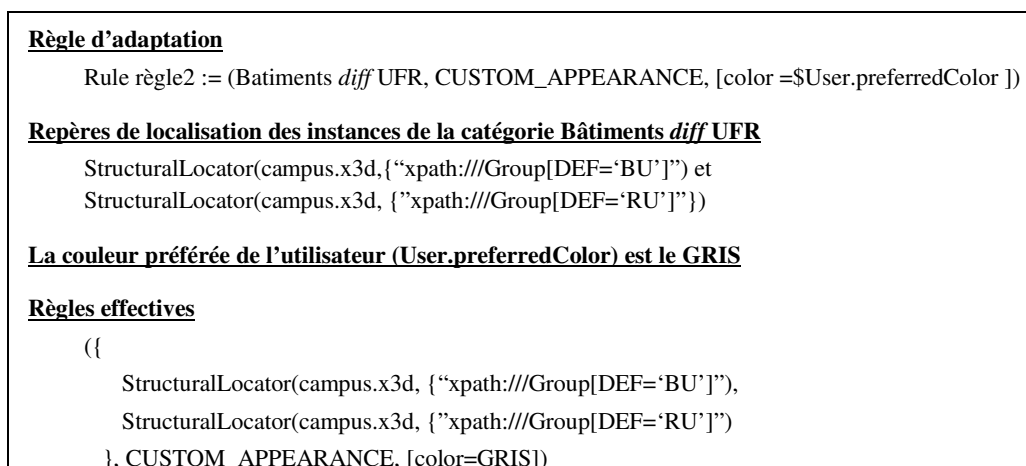 Règle d’adaptation
Rule règle2 := (Batiments diff UFR, CUSTOM_APPEARANCE, [color =$User.preferredColor ])
Repères de localisation des instances de la catégorie Bâtiments diff UFR
StructuralLocator(campus.x3d,{“xpath:///Group[DEF=‘BU’]”) et
StructuralLocator(campus.x3d, {”xpath:///Group[DEF=‘RU’]”})
La couleur préférée de l’utilisateur (User.preferredColor) est le GRIS
Règles effectives
({
StructuralLocator(campus.x3d, {“xpath:///Group[DEF=‘BU’]”),
StructuralLocator(campus.x3d, {”xpath:///Group[DEF=‘RU’]”)
}, CUSTOM_APPEARANCE, [color=GRIS])